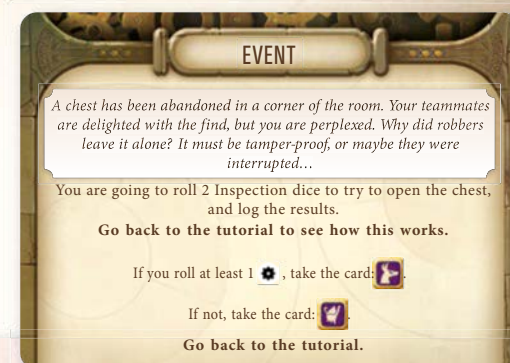 EVENT
A chest has been abandoned in a corner of the room. Your teammates
are delighted with the find, but you are perplexed. Why did robbers
leave it alone? It must be tamper-proof, or maybe they were
interrupted…
You are going to roll 2 Inspection dice to try to open the chest,
and log the results.
Go back to the tutorial to see how this works.
If you roll at least 1 , take the card: .
If not, take the card: .
Go back to the tutorial.